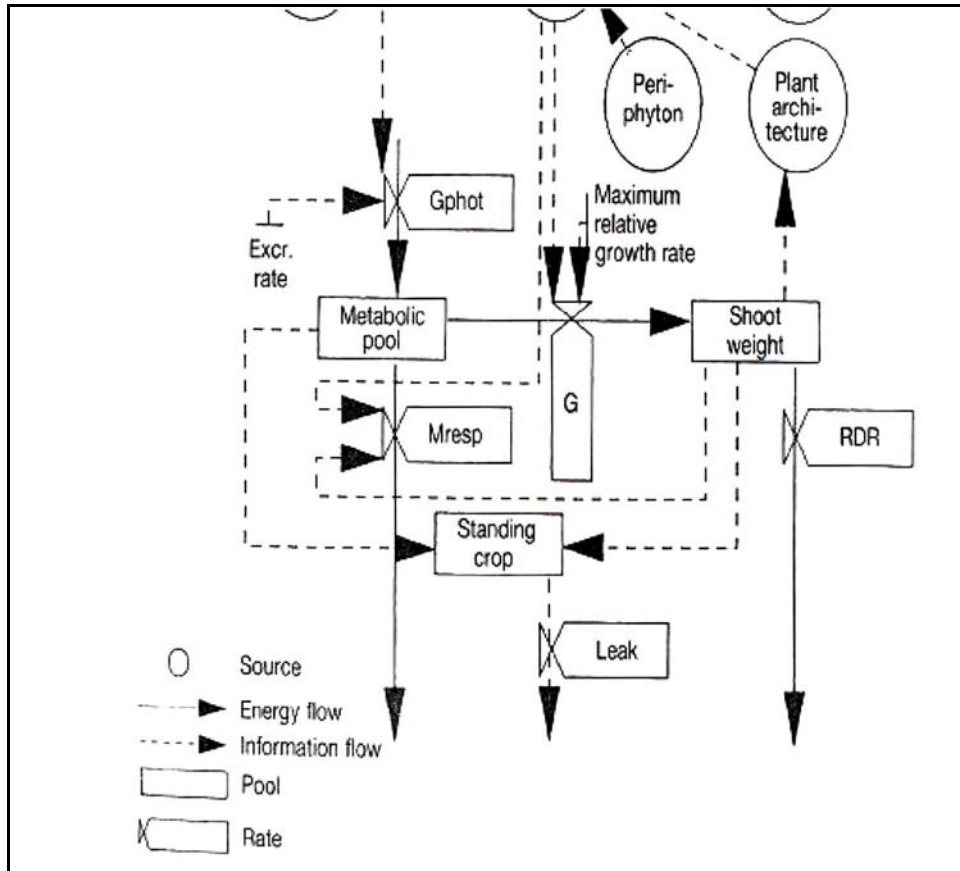 Peri-
phyton
Plant
archi-
tecture
Gphot
Maximum
relative
growth rate
Excr.
rate
Metabolic
pool
Shoot
weight
G
Mresp
RDR
Standing
crop
Leak
Source
Energy flow
Information flow
Pool
Rate